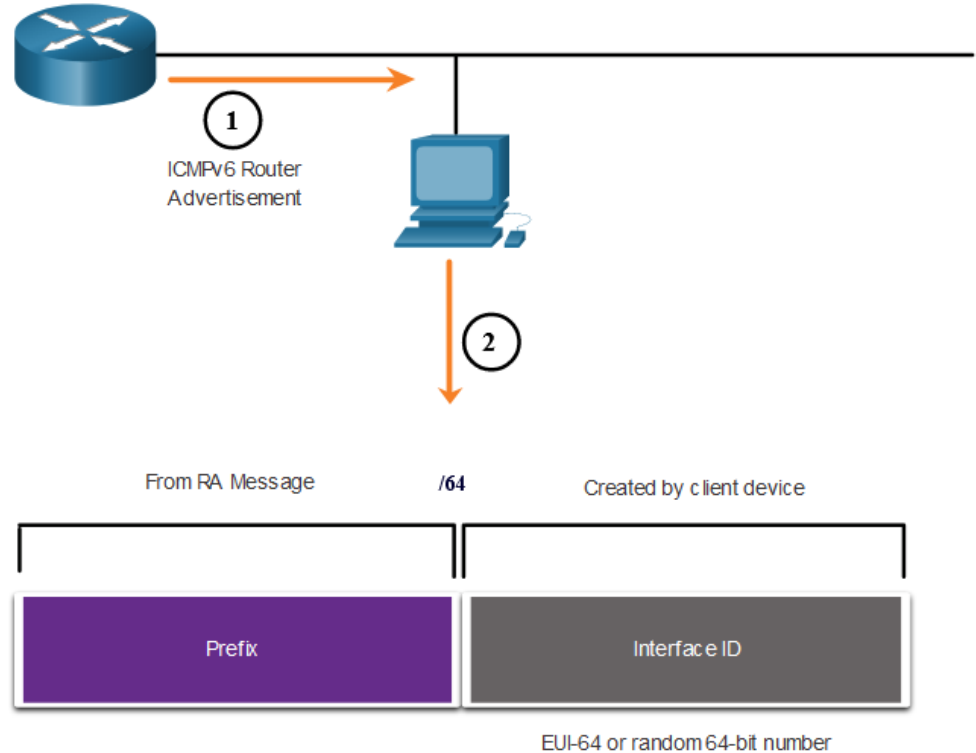 1
ICMPv6 Router
Advertisement
2
From RA Message
/64
Created by client device
Prefix
Interface ID
EUI-64 or random 64-bit number